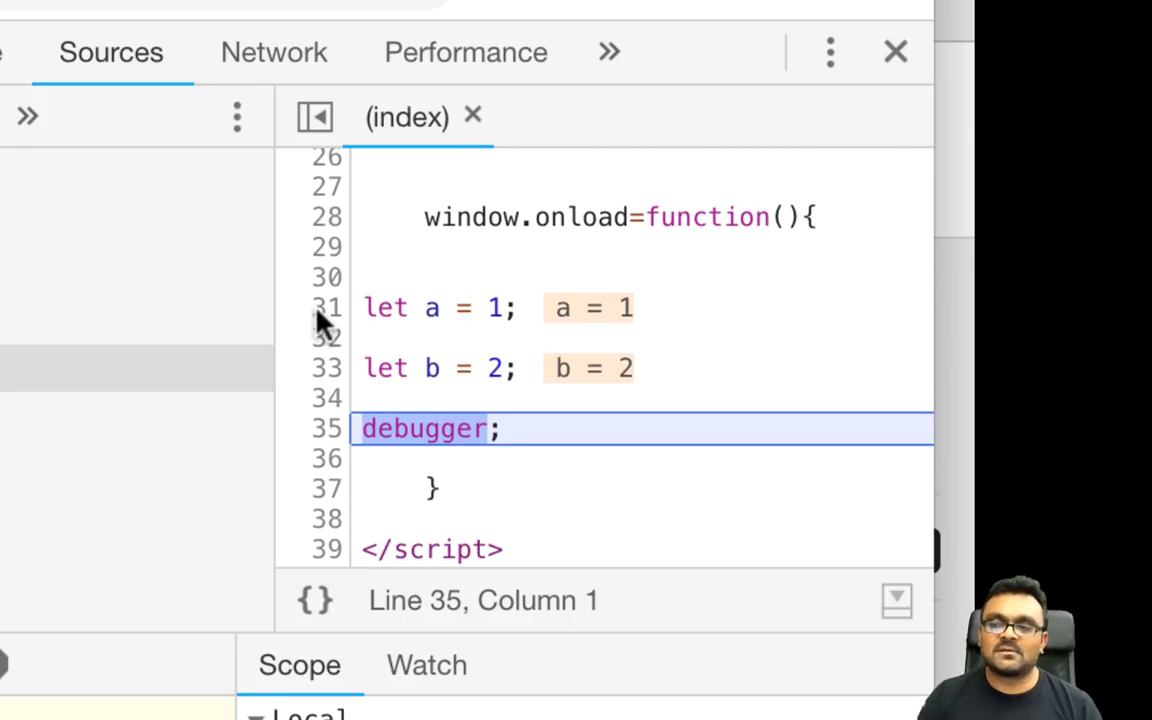 Sources Network Performance »
» (index) ×
26
27
28 window.onload=function(){
29
30
31 let a = 1; a = 1
32
33 let b = 2; b = 2
34
35 debugger;
36
37 }
38
39 </script>
{} Line 35, Column 1
Scope Watch
Local